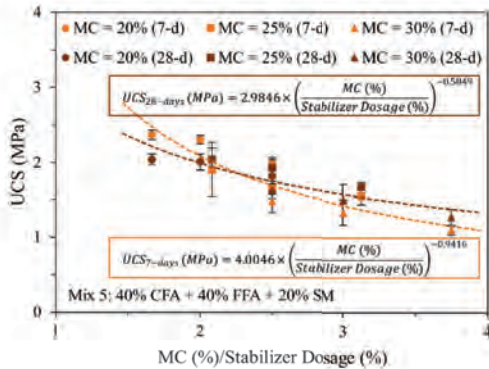 MC = 20% (7-d) MC = 25% (7-d) MC = 30% (7-d)
MC = 20% (28-d) MC = 25% (28-d) MC = 30% (28-d)
UCS₂₈₋days (MPa) = 2.9846 × (MC (%) / Stabilizer Dosage (%))^−0.5849
UCS₇₋days (MPa) = 4.0046 × (MC (%) / Stabilizer Dosage (%))^−0.9416
Mix 5: 40% CFA + 40% FFA + 20% SM
UCS (MPa)
4
3
2
1
0
1 2 3 4
MC (%)/Stabilizer Dosage (%)